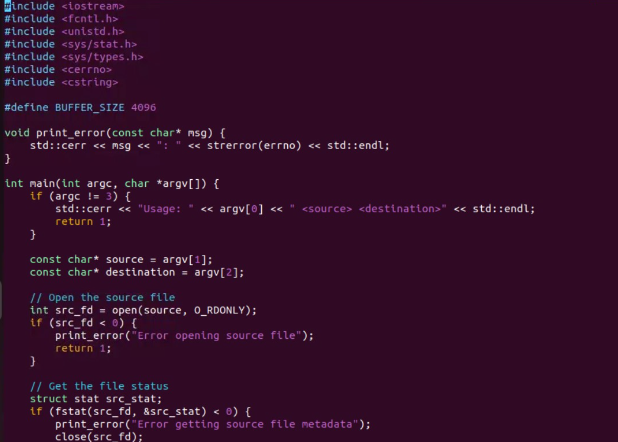 #include <iostream>
#include <fcntl.h>
#include <unistd.h>
#include <sys/stat.h>
#include <sys/types.h>
#include <cerrno>
#include <cstring>

#define BUFFER_SIZE 4096

void print_error(const char* msg) {
    std::cerr << msg << ": " << strerror(errno) << std::endl;
}

int main(int argc, char *argv[]) {
    if (argc != 3) {
        std::cerr << "Usage: " << argv[0] << " <source> <destination>" << std::endl;
        return 1;
    }

    const char* source = argv[1];
    const char* destination = argv[2];

    // Open the source file
    int src_fd = open(source, O_RDONLY);
    if (src_fd < 0) {
        print_error("Error opening source file");
        return 1;
    }

    // Get the file status
    struct stat src_stat;
    if (fstat(src_fd, &src_stat) < 0) {
        print_error("Error getting source file metadata");
        close(src_fd);